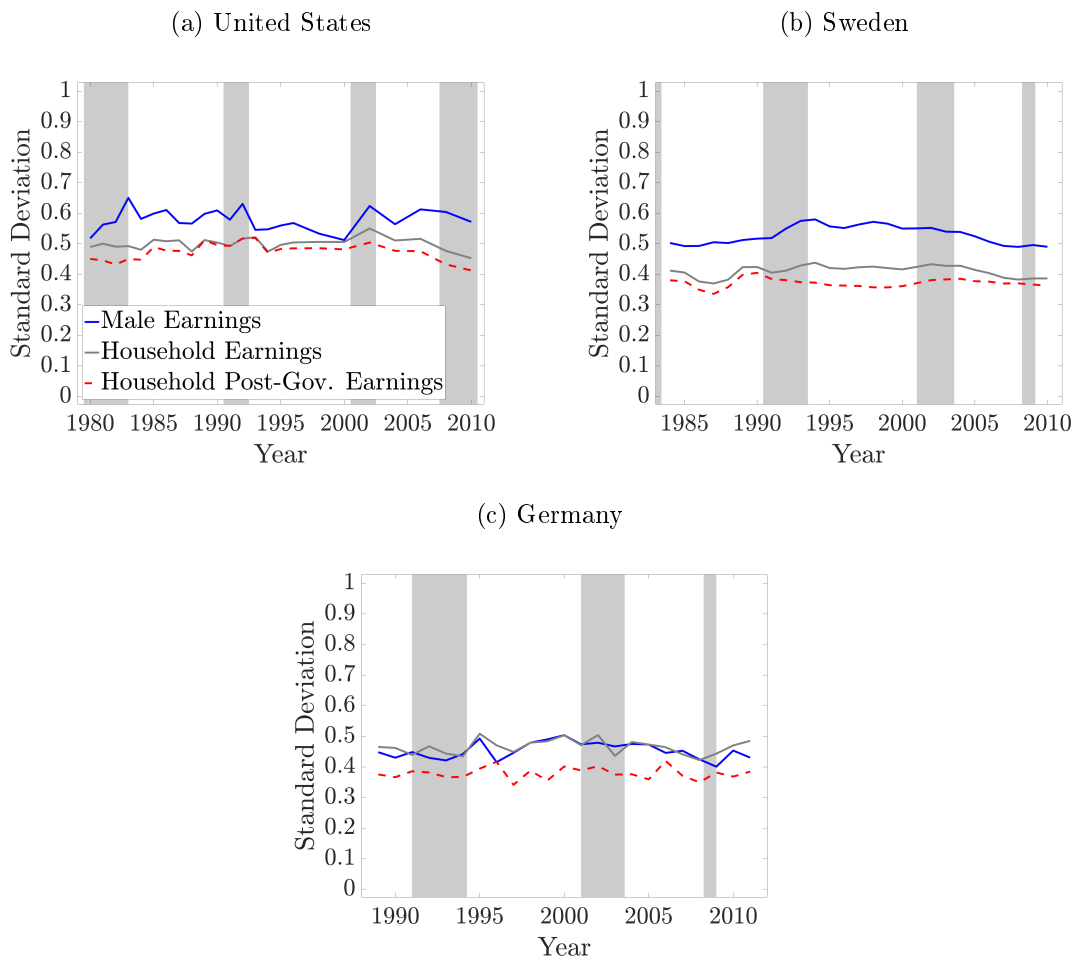 (a) United States
1
0.9
0.8
0.7
0.6
0.5
0.4
0.3
0.2
0.1
0
Standard Deviation
Male Earnings
Household Earnings
Household Post-Gov. Earnings
1980 1985 1990 1995 2000 2005 2010
Year
(b) Sweden
1
0.9
0.8
0.7
0.6
0.5
0.4
0.3
0.2
0.1
0
Standard Deviation
1985 1990 1995 2000 2005 2010
Year
(c) Germany
1
0.9
0.8
0.7
0.6
0.5
0.4
0.3
0.2
0.1
0
Standard Deviation
1990 1995 2000 2005 2010
Year